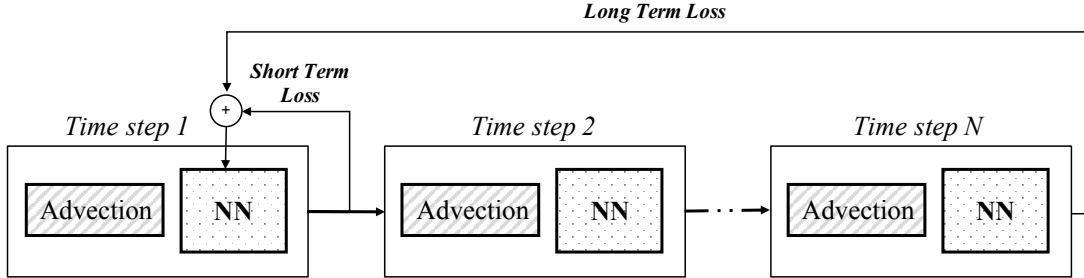 Long Term Loss
Short Term
Loss
+
Time step 1
Time step 2
Time step N
Advection
NN
Advection
NN
Advection
NN